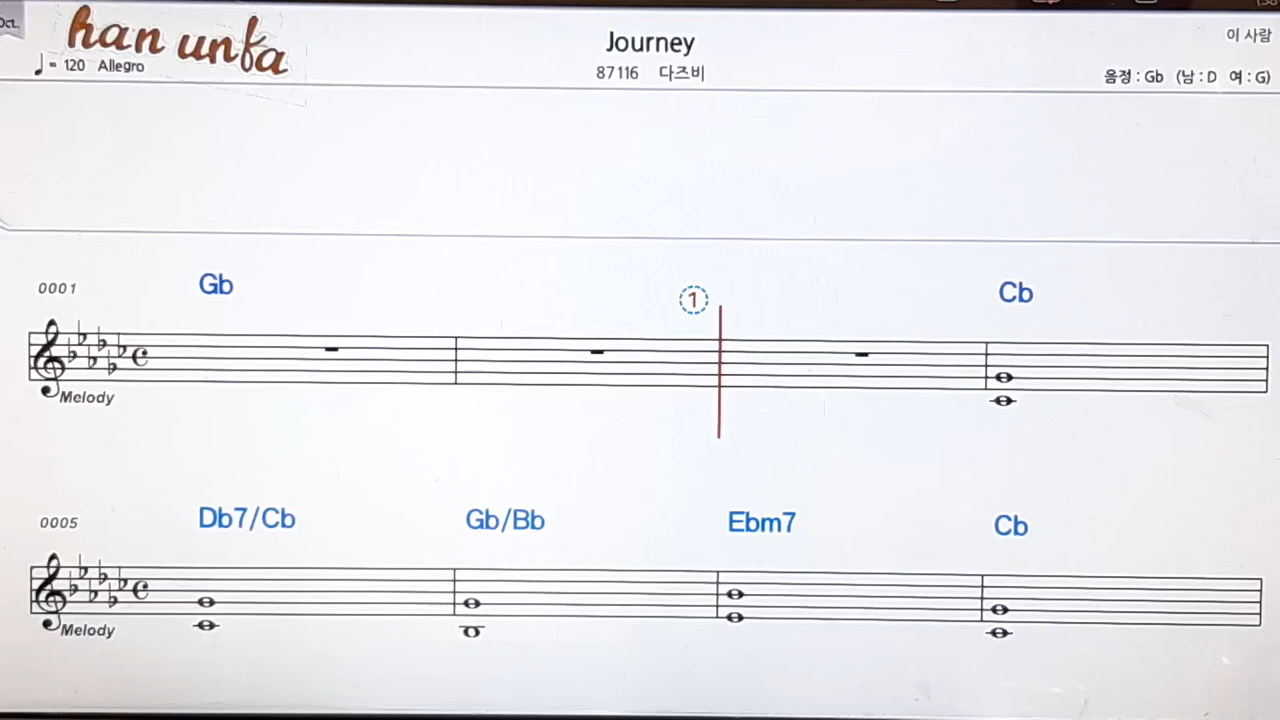 Oct.
han unfa
♩= 120 Allegro
Journey
87116 다즈비
이 사람
음정 : Gb (남 : D 여 : G)
0001
Gb
1
Cb
Melody
0005
Db7/Cb
Gb/Bb
Ebm7
Cb
Melody